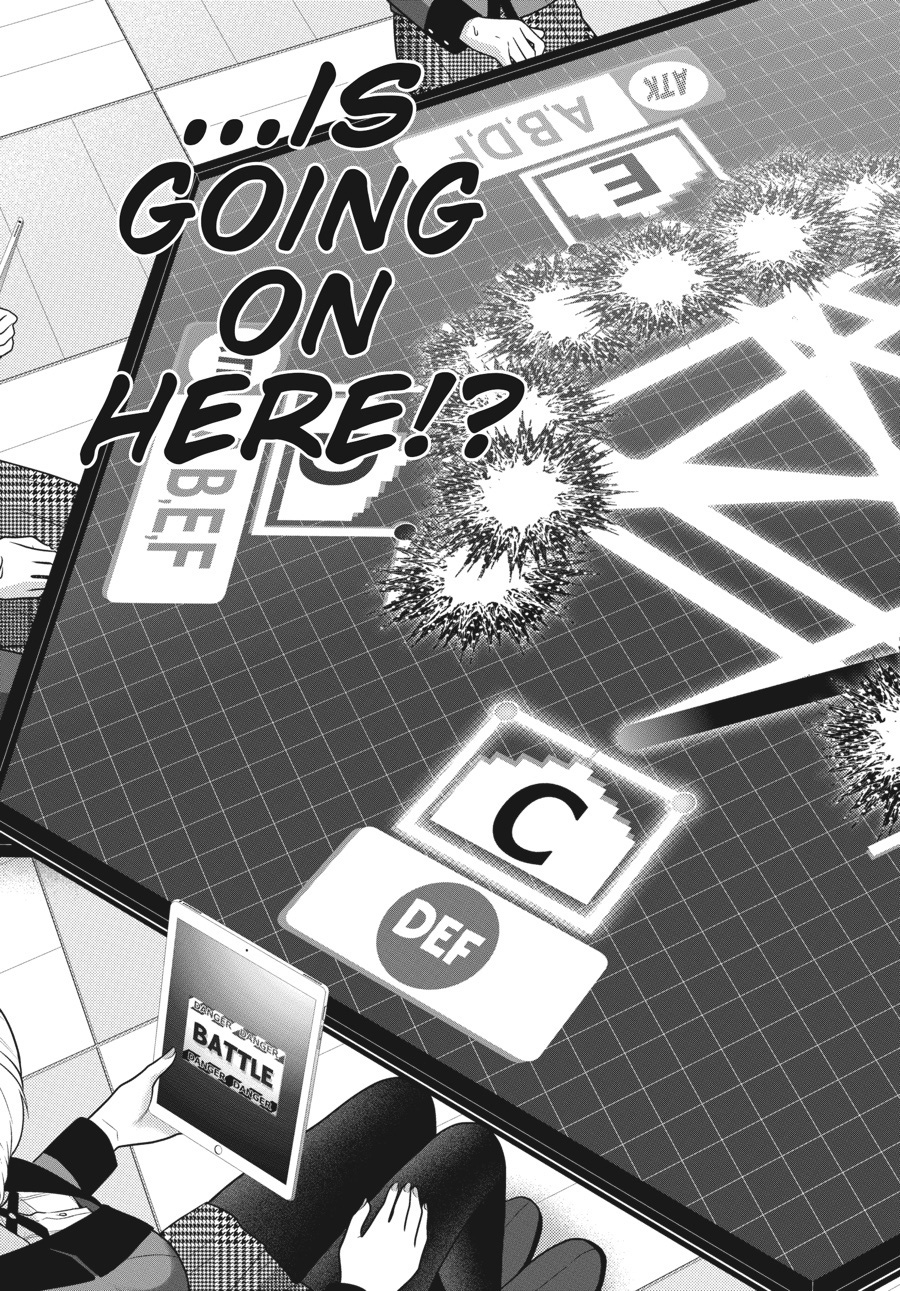 ...IS
GOING
ON
HERE!?
ATK
A,B,D,F
E
B,E,F
C
DEF
DANGER DANGER
BATTLE
DANGER DANGER